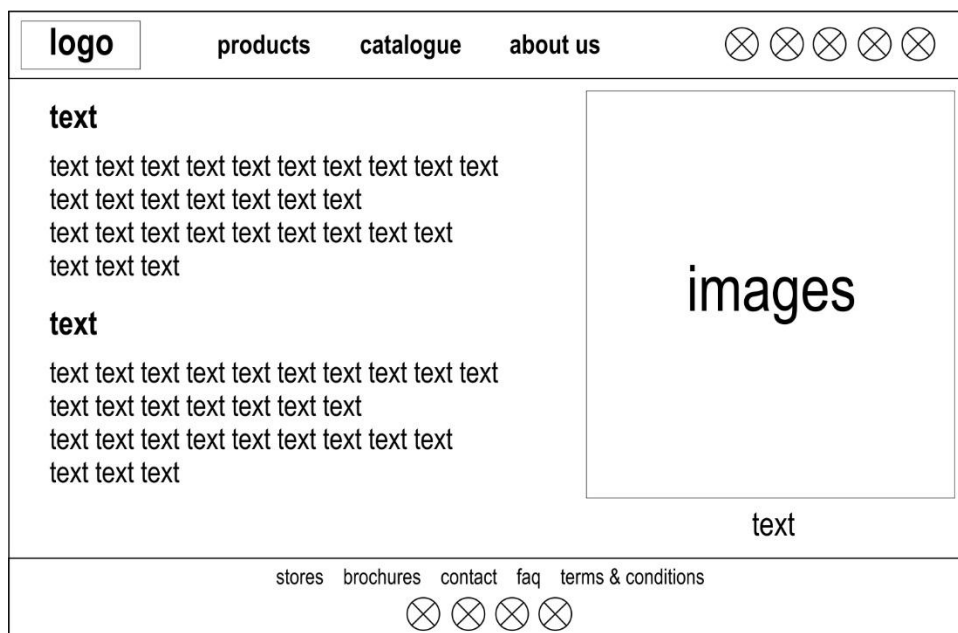 logo products catalogue about us
text
text text text text text text text text text text
text text text text text text text
text text text text text text text text text
text text text
text
text text text text text text text text text text
text text text text text text text
text text text text text text text text text
text text text
images
text
stores brochures contact faq terms & conditions